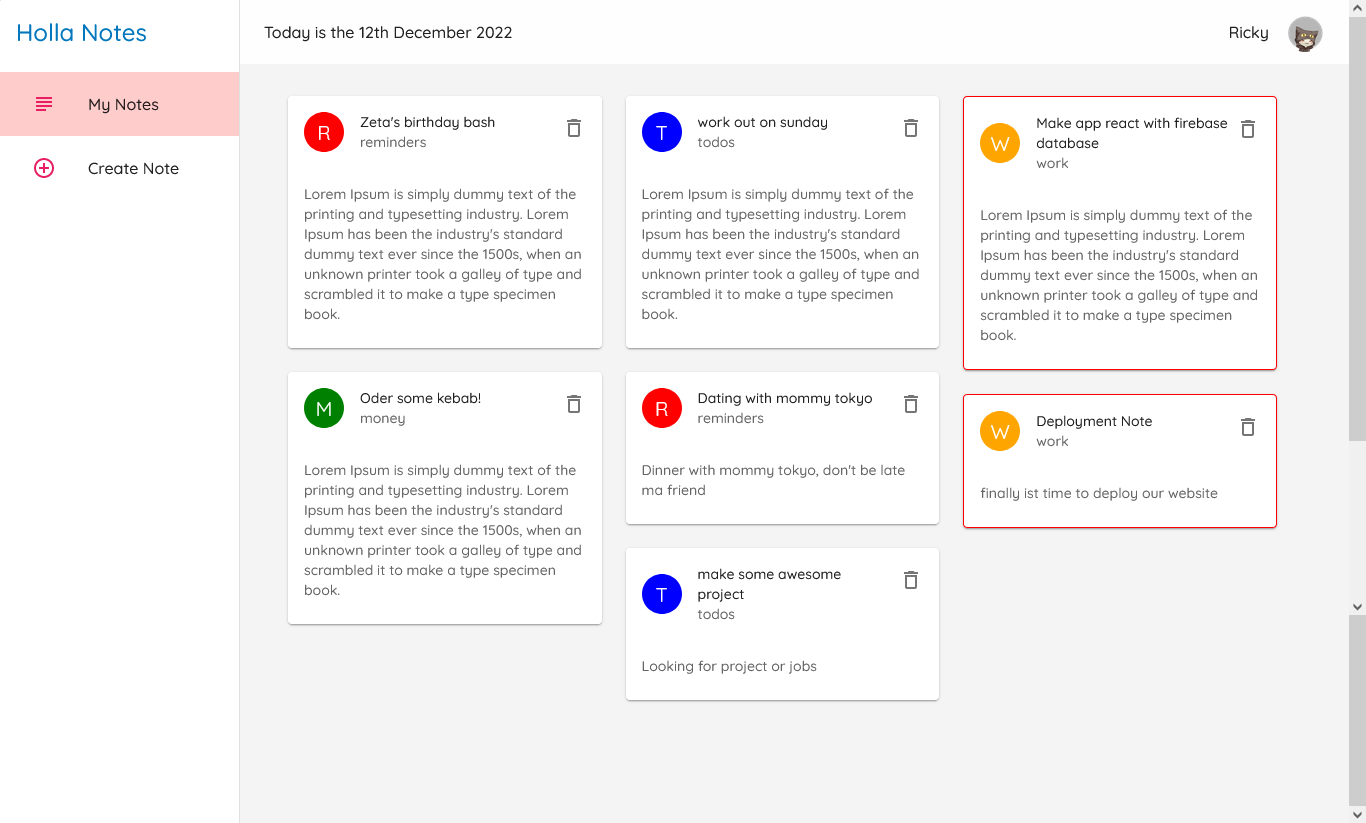 Holla Notes
My Notes
Create Note
Today is the 12th December 2022
Ricky
R
Zeta's birthday bash
reminders
Lorem Ipsum is simply dummy text of the
printing and typesetting industry. Lorem
Ipsum has been the industry's standard
dummy text ever since the 1500s, when an
unknown printer took a galley of type and
scrambled it to make a type specimen
book.
M
Oder some kebab!
money
Lorem Ipsum is simply dummy text of the
printing and typesetting industry. Lorem
Ipsum has been the industry's standard
dummy text ever since the 1500s, when an
unknown printer took a galley of type and
scrambled it to make a type specimen
book.
T
work out on sunday
todos
Lorem Ipsum is simply dummy text of the
printing and typesetting industry. Lorem
Ipsum has been the industry's standard
dummy text ever since the 1500s, when an
unknown printer took a galley of type and
scrambled it to make a type specimen
book.
R
Dating with mommy tokyo
reminders
Dinner with mommy tokyo, don't be late
ma friend
T
make some awesome
project
todos
Looking for project or jobs
W
Make app react with firebase
database
work
Lorem Ipsum is simply dummy text of the
printing and typesetting industry. Lorem
Ipsum has been the industry's standard
dummy text ever since the 1500s, when an
unknown printer took a galley of type and
scrambled it to make a type specimen
book.
W
Deployment Note
work
finally ist time to deploy our website